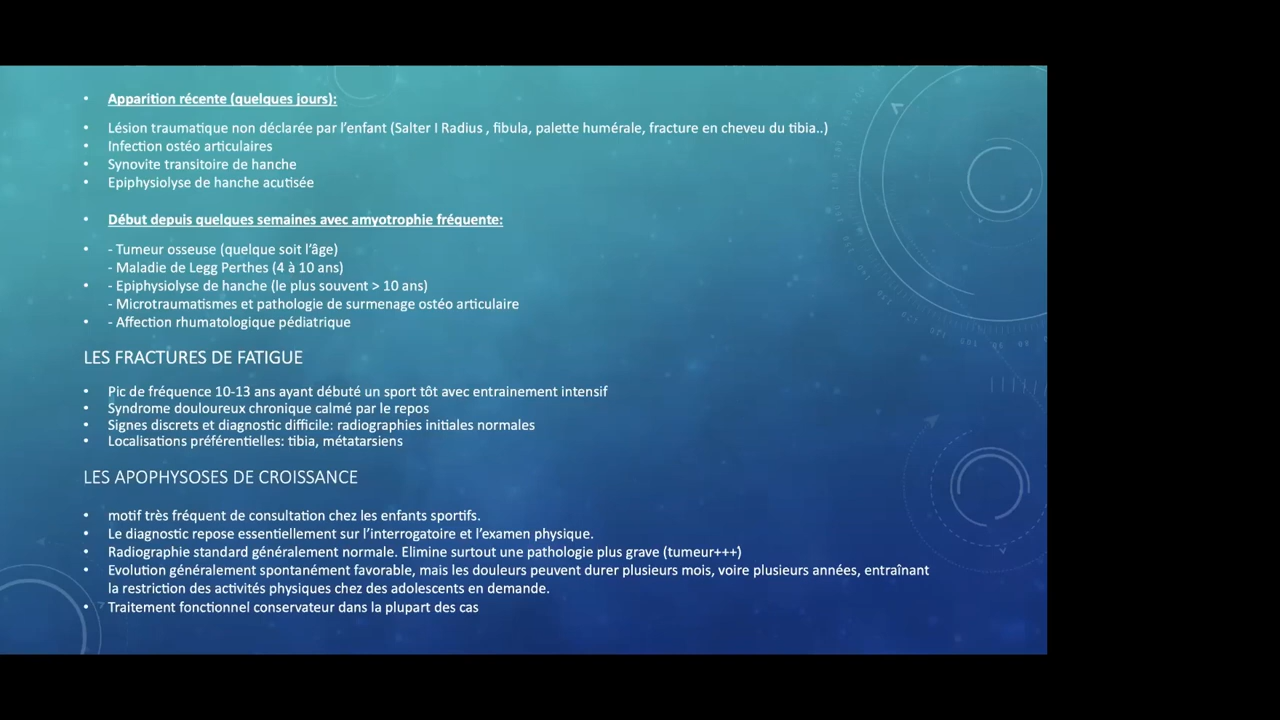 • Apparition récente (quelques jours):
• Lésion traumatique non déclarée par l'enfant (Salter I Radius , fibula, palette humérale, fracture en cheveu du tibia..)
• Infection ostéo articulaires
• Synovite transitoire de hanche
• Epiphysiolyse de hanche acutisée
• Début depuis quelques semaines avec amyotrophie fréquente:
• - Tumeur osseuse (quelque soit l'âge)
- Maladie de Legg Perthes (4 à 10 ans)
• - Epiphysiolyse de hanche (le plus souvent > 10 ans)
- Microtraumatismes et pathologie de surmenage ostéo articulaire
• - Affection rhumatologique pédiatrique
LES FRACTURES DE FATIGUE
• Pic de fréquence 10-13 ans ayant débuté un sport tôt avec entrainement intensif
• Syndrome douloureux chronique calmé par le repos
• Signes discrets et diagnostic difficile: radiographies initiales normales
• Localisations préférentielles: tibia, métatarsiens
LES APOPHYSOSES DE CROISSANCE
• motif très fréquent de consultation chez les enfants sportifs.
• Le diagnostic repose essentiellement sur l'interrogatoire et l'examen physique.
• Radiographie standard généralement normale. Elimine surtout une pathologie plus grave (tumeur+++)
• Evolution généralement spontanément favorable, mais les douleurs peuvent durer plusieurs mois, voire plusieurs années, entraînant
la restriction des activités physiques chez des adolescents en demande.
• Traitement fonctionnel conservateur dans la plupart des cas